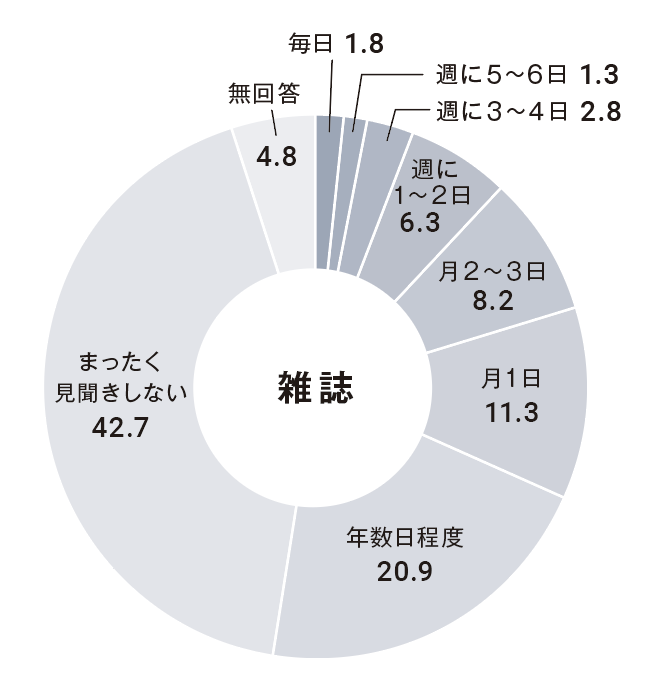 毎日 1.8
週に5〜6日 1.3
週に3〜4日 2.8
無回答
4.8
週に
1〜2日
6.3
月2〜3日
8.2
月1日
11.3
年数日程度
20.9
まったく
見聞きしない
42.7
雑誌